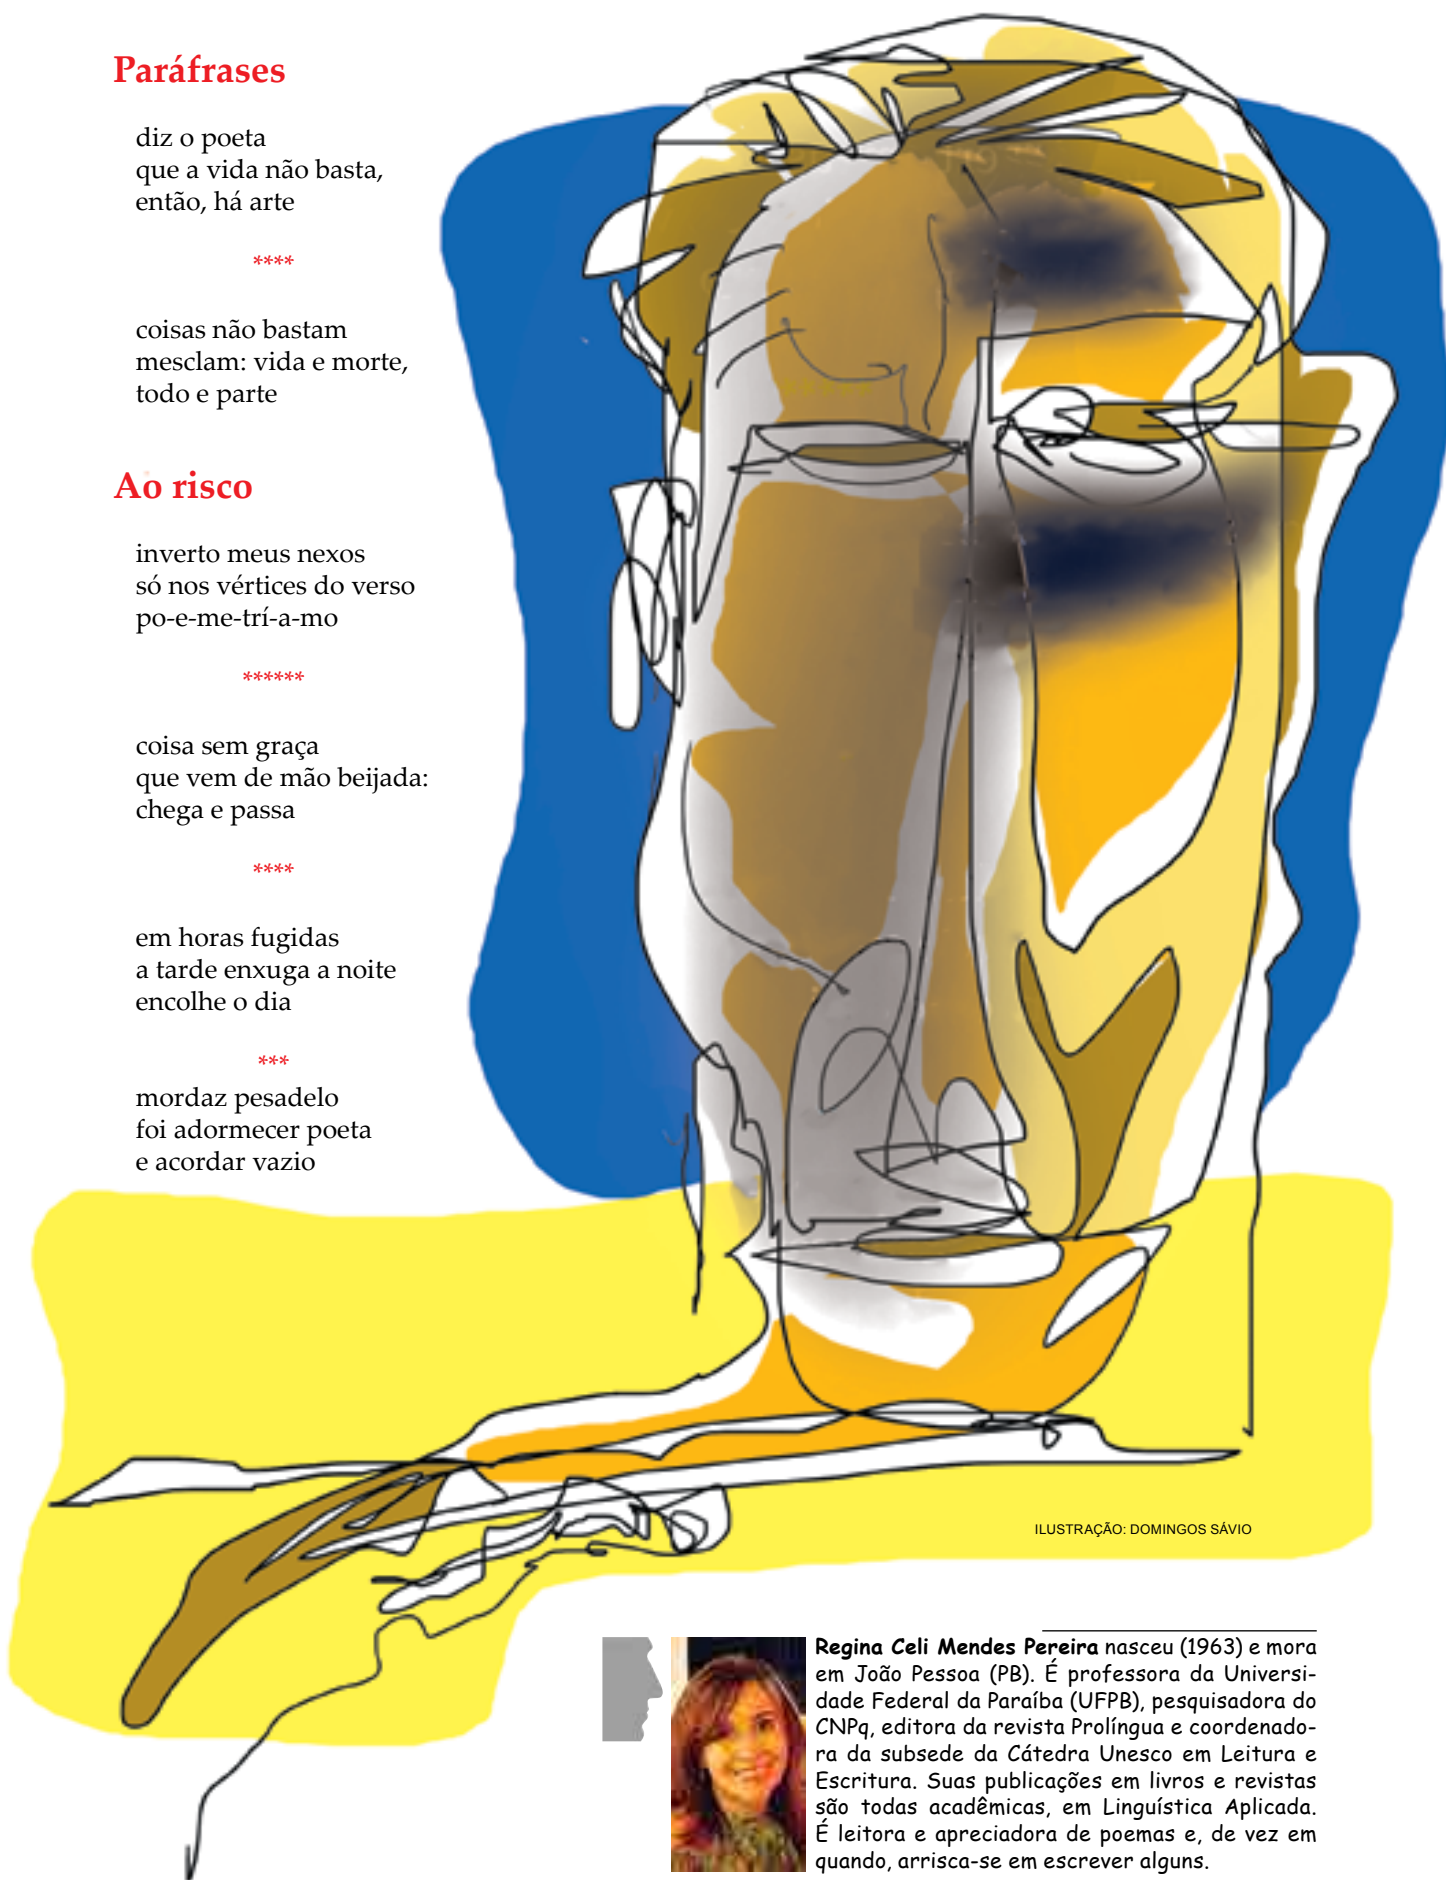 Paráfrases
diz o poeta
que a vida não basta,
então, há arte
****
coisas não bastam
mesclam: vida e morte,
todo e parte
Ao risco
inverto meus nexos
só nos vértices do verso
po-e-me-trí-a-mo
******
coisa sem graça
que vem de mão beijada:
chega e passa
****
em horas fugidas
a tarde enxuga a noite
encolhe o dia
***
mordaz pesadelo
foi adormecer poeta
e acordar vazio
ILUSTRAÇÃO: DOMINGOS SÁVIO
Regina Celi Mendes Pereira nasceu (1963) e mora
em João Pessoa (PB). É professora da Universi-
dade Federal da Paraíba (UFPB), pesquisadora do
CNPq, editora da revista Prolíngua e coordenado-
ra da subsede da Cátedra Unesco em Leitura e
Escritura. Suas publicações em livros e revistas
são todas acadêmicas, em Linguística Aplicada.
É leitora e apreciadora de poemas e, de vez em
quando, arrisca-se em escrever alguns.